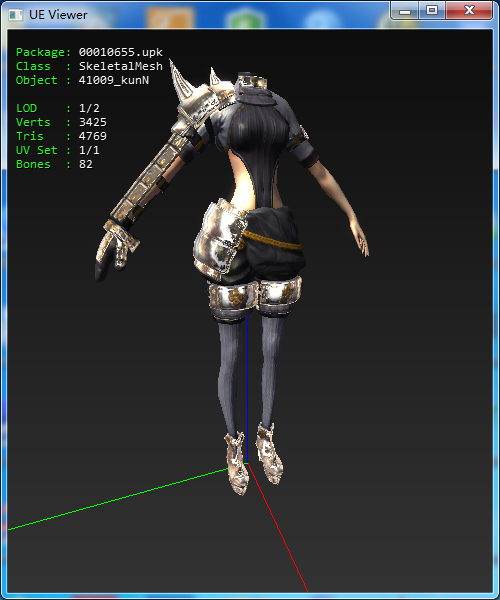 UE Viewer
Package: 00010655.upk
Class : SkeletalMesh
Object : 41009_kunN
LOD : 1/2
Verts : 3425
Tris : 4769
UV Set : 1/1
Bones : 82